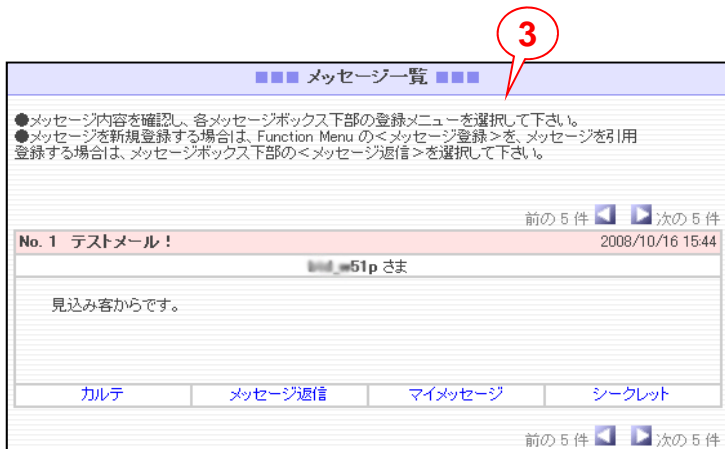 3
■■■ メッセージ一覧 ■■■
●メッセージ内容を確認し、各メッセージボックス下部の登録メニューを選択して下さい。
●メッセージを新規登録する場合は、Function Menu の<メッセージ登録>を、メッセージを引用
登録する場合は、メッセージボックス下部の<メッセージ返信>を選択して下さい。
前の 5 件 次の 5 件
No. 1 テストメール! 2008/10/16 15:44
51p さま
見込み客からです。
カルテ メッセージ返信 マイメッセージ シークレット
前の 5 件 次の 5 件